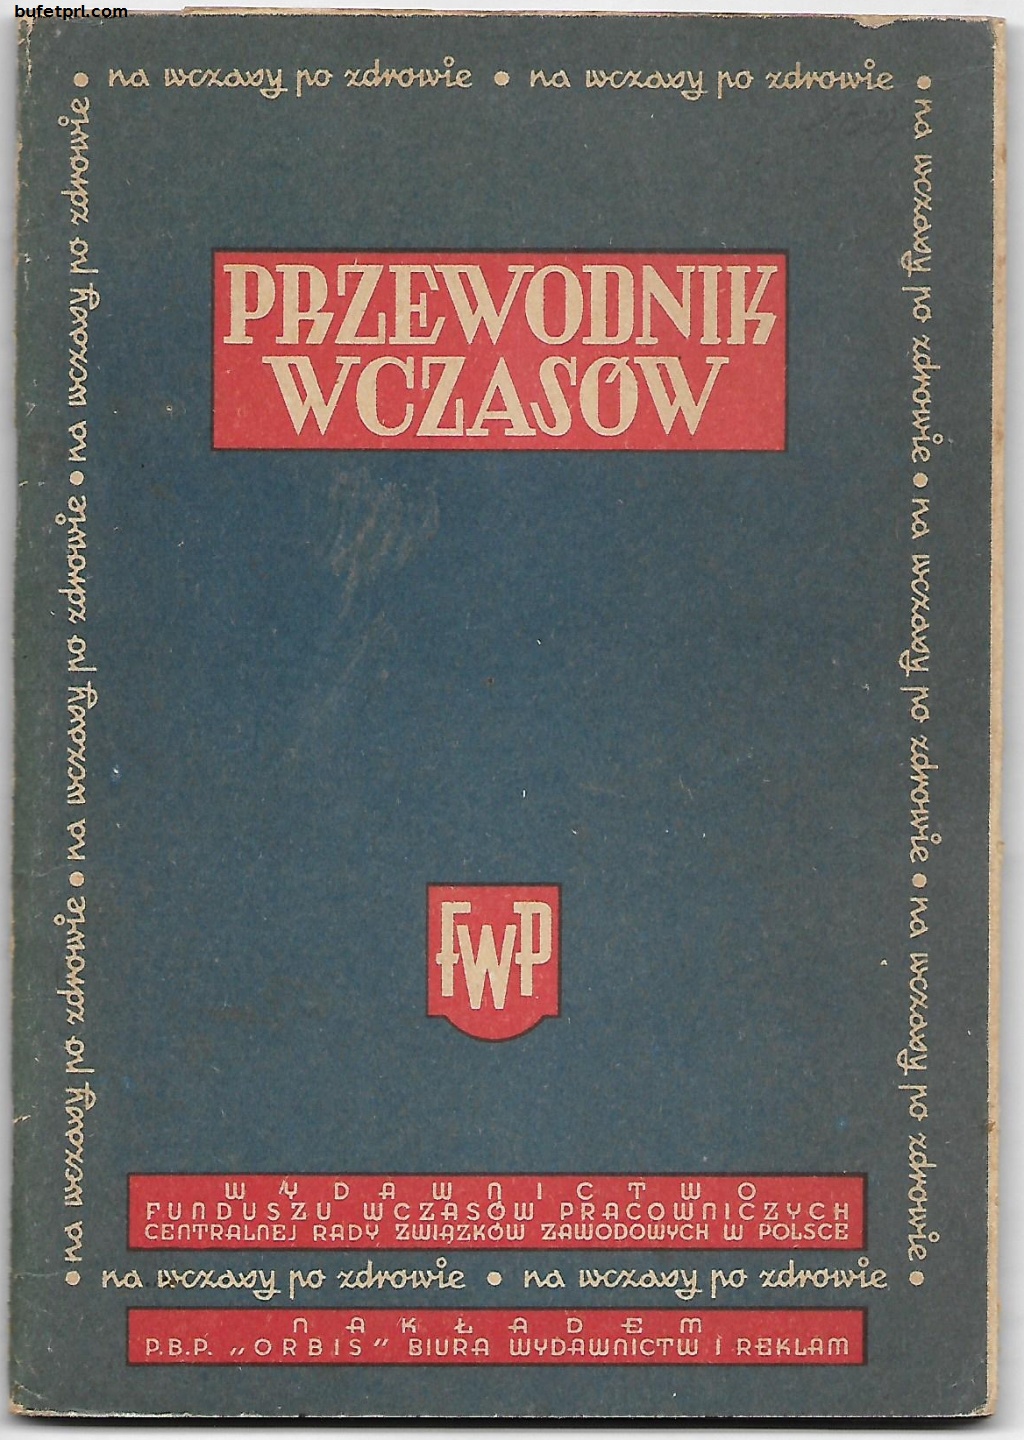 bufetprl.com
• na wczasy po zdrowie • na wczasy po zdrowie •
na wczasy po zdrowie • na wczasy po zdrowie • na wczasy po zdrowie •
na wczasy po zdrowie • na wczasy po zdrowie • na wczasy po zdrowie •
PRZEWODNIK
WCZASÓW
FWP
WYDAWNICTWO
FUNDUSZU WCZASÓW PRACOWNICZYCH
CENTRALNEJ RADY ZWIĄZKÓW ZAWODOWYCH W POLSCE
na wczasy po zdrowie • na wczasy po zdrowie
NAKŁADEM
P.B.P. „ORBIS" BIURA WYDAWNICTW I REKLAM